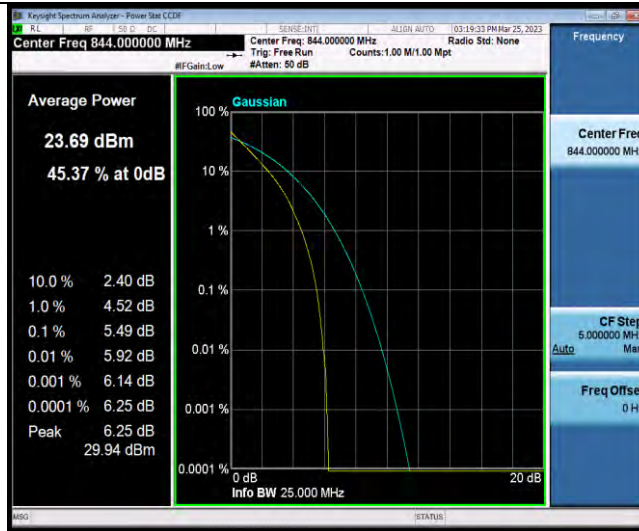 Keysight Spectrum Analyzer - Power Stat CCDF
RL RF 50 Ω DC SENSE:INT ALIGN AUTO 03:19:33 PM Mar 25, 2023
Center Freq 844.000000 MHz
Center Freq: 844.000000 MHz Radio Std: None
Trig: Free Run Counts:1.00 M/1.00 Mpt
#IFGain:Low #Atten: 50 dB
Frequency
Average Power
23.69 dBm
45.37 % at 0dB
10.0 % 2.40 dB
1.0 % 4.52 dB
0.1 % 5.49 dB
0.01 % 5.92 dB
0.001 % 6.14 dB
0.0001 % 6.25 dB
Peak 6.25 dB
29.94 dBm
Gaussian
100 %
10 %
1 %
0.1 %
0.01 %
0.001 %
0.0001 %
0 dB 20 dB
Info BW 25.000 MHz
Center Fre
844.000000 MH
CF Step
5.000000 MH
Auto Ma
Freq Offse
0 H
MSG STATUS